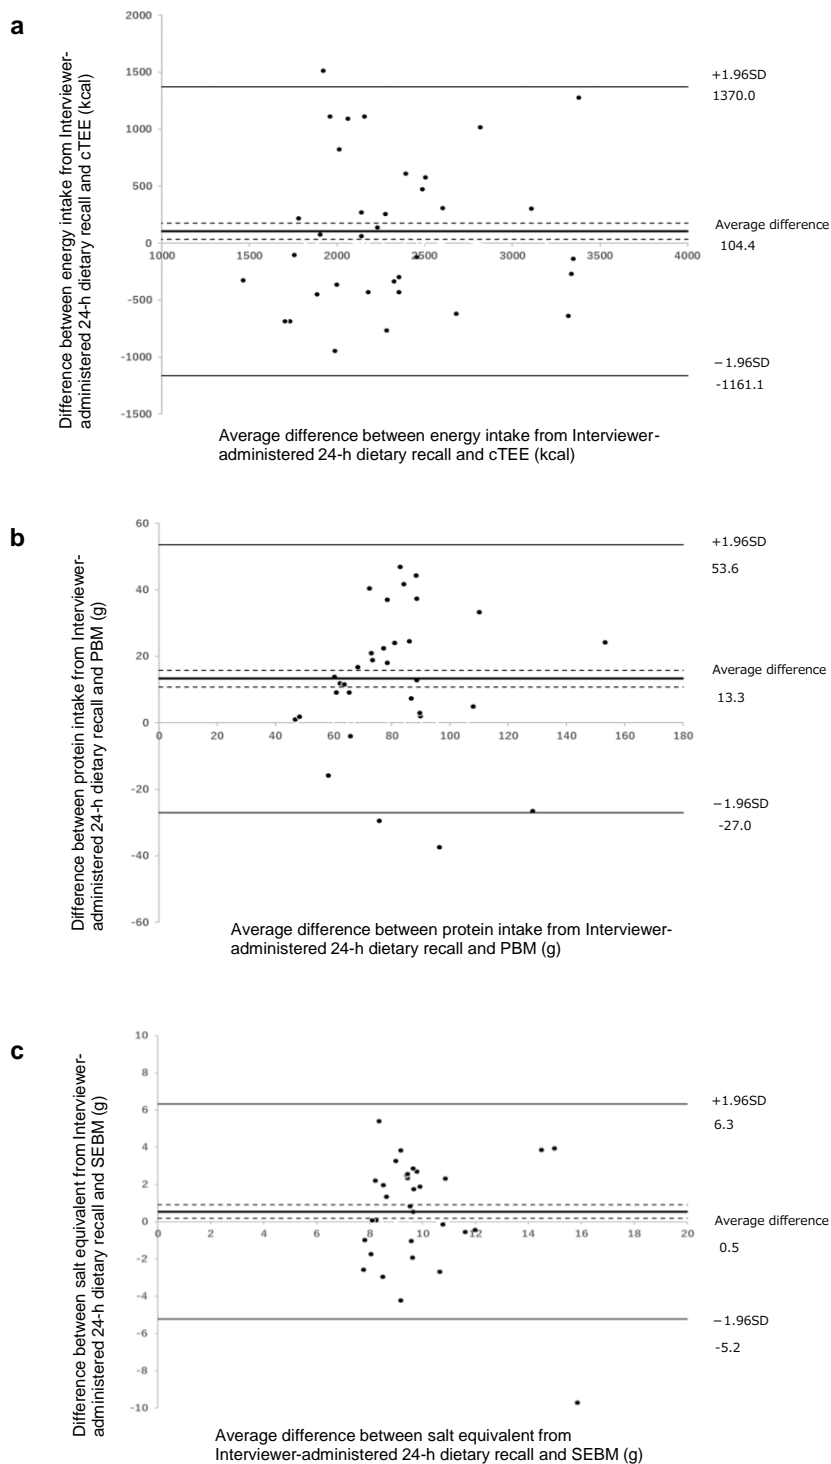 a
Difference between energy intake from Interviewer-
administered 24-h dietary recall and cTEE (kcal)
2000
1500
1000
500
0
-500
-1000
-1500
1000
1500
2000
2500
3000
3500
4000
+1.96SD
1370.0
Average difference
104.4
−1.96SD
-1161.1
Average difference between energy intake from Interviewer-
administered 24-h dietary recall and cTEE (kcal)
b
Difference between protein intake from Interviewer-
administered 24-h dietary recall and PBM (g)
60
40
20
0
-20
-40
-60
0
20
40
60
80
100
120
140
160
180
+1.96SD
53.6
Average difference
13.3
−1.96SD
-27.0
Average difference between protein intake from Interviewer-
administered 24-h dietary recall and PBM (g)
c
Difference between salt equivalent from Interviewer-
administered 24-h dietary recall and SEBM (g)
10
8
6
4
2
0
-2
-4
-6
-8
-10
0
2
4
6
8
10
12
14
16
18
20
+1.96SD
6.3
Average difference
0.5
−1.96SD
-5.2
Average difference between salt equivalent from
Interviewer-administered 24-h dietary recall and SEBM (g)